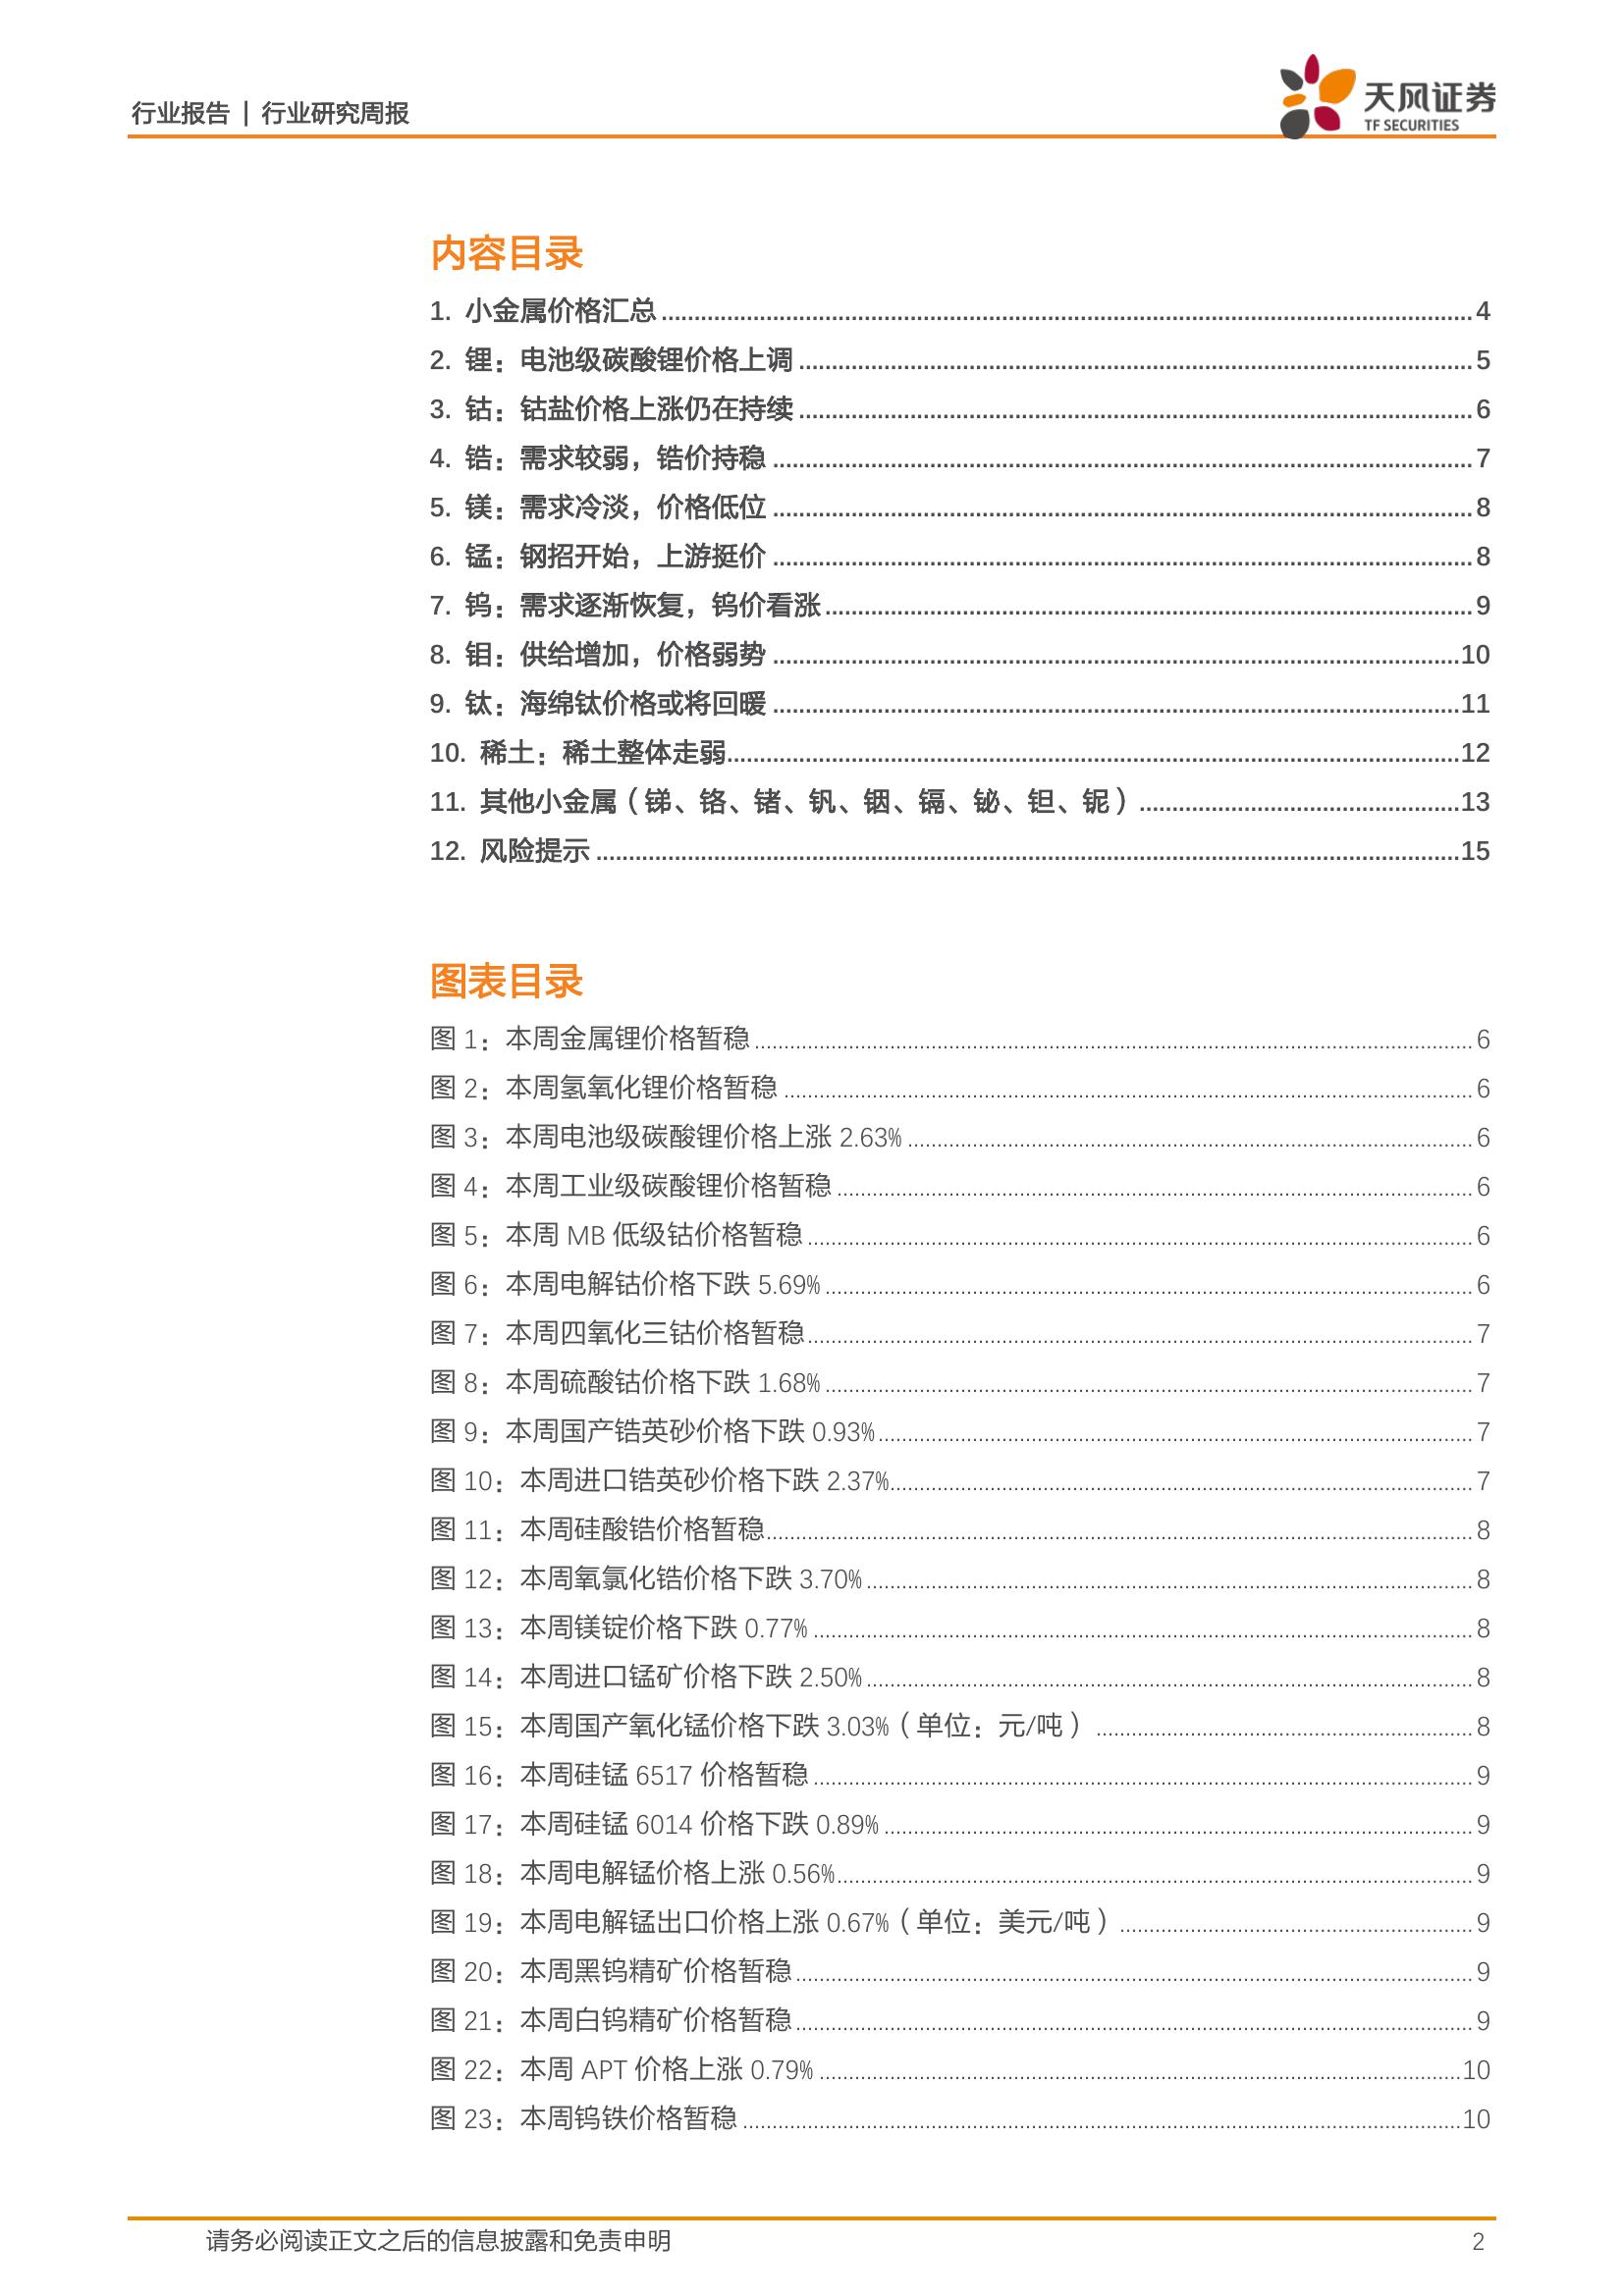 行业报告 | 行业研究周报
天风证券
TF SECURITIES
内容目录
1. 小金属价格汇总 4
2. 锂：电池级碳酸锂价格上调 5
3. 钴：钴盐价格上涨仍在持续 6
4. 锆：需求较弱，锆价持稳 7
5. 镁：需求冷淡，价格低位 8
6. 锰：钢招开始，上游挺价 8
7. 钨：需求逐渐恢复，钨价看涨 9
8. 钼：供给增加，价格弱势 10
9. 钛：海绵钛价格或将回暖 11
10. 稀土：稀土整体走弱 12
11. 其他小金属（锑、铬、锗、钒、铟、镉、铋、钽、铌） 13
12. 风险提示 15
图表目录
图 1：本周金属锂价格暂稳 6
图 2：本周氢氧化锂价格暂稳 6
图 3：本周电池级碳酸锂价格上涨 2.63% 6
图 4：本周工业级碳酸锂价格暂稳 6
图 5：本周 MB 低级钴价格暂稳 6
图 6：本周电解钴价格下跌 5.69% 6
图 7：本周四氧化三钴价格暂稳 7
图 8：本周硫酸钴价格下跌 1.68% 7
图 9：本周国产锆英砂价格下跌 0.93% 7
图 10：本周进口锆英砂价格下跌 2.37% 7
图 11：本周硅酸锆价格暂稳 8
图 12：本周氧氯化锆价格下跌 3.70% 8
图 13：本周镁锭价格下跌 0.77% 8
图 14：本周进口锰矿价格下跌 2.50% 8
图 15：本周国产氧化锰价格下跌 3.03%（单位：元/吨） 8
图 16：本周硅锰 6517 价格暂稳 9
图 17：本周硅锰 6014 价格下跌 0.89% 9
图 18：本周电解锰价格上涨 0.56% 9
图 19：本周电解锰出口价格上涨 0.67%（单位：美元/吨） 9
图 20：本周黑钨精矿价格暂稳 9
图 21：本周白钨精矿价格暂稳 9
图 22：本周 APT 价格上涨 0.79% 10
图 23：本周钨铁价格暂稳 10
请务必阅读正文之后的信息披露和免责申明 2